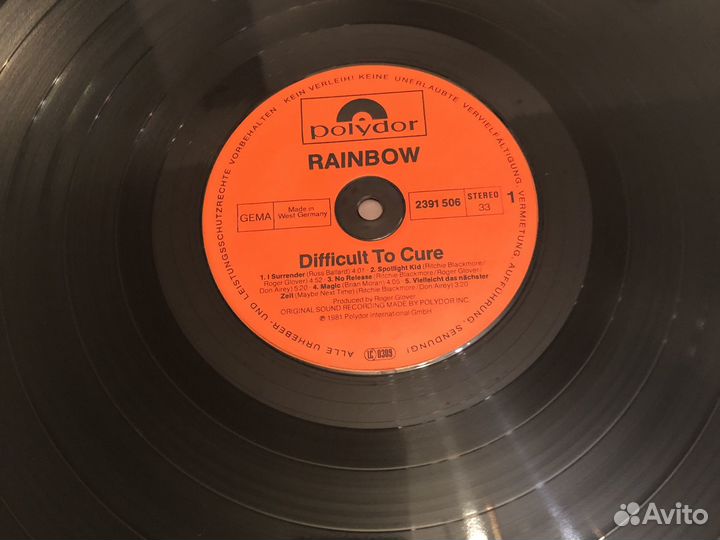 ALLE URHEBER- UND LEISTUNGSSCHUTZRECHTE VORBEHALTEN · KEIN VERLEIH! KEINE UNERLAUBTE VERVIELFÄLTIGUNG, VERMIETUNG, AUFFÜHRUNG, SENDUNG!
polydor
RAINBOW
GEMA
Made in
West Germany
2391 506
STEREO
33
1
Difficult To Cure
1. I Surrender (Russ Ballard) 4:01 · 2. Spotlight Kid (Ritchie Blackmore/
Roger Glover) 4:52 · 3. No Release (Ritchie Blackmore/Roger Glover/
Don Airey) 5:20 · 4. Magic (Brian Moran) 4:05 · 5. Vielleicht das nächster
Zeit (Maybe Next Time) (Ritchie Blackmore/Don Airey) 3:20
Produced by Roger Glover
ORIGINAL SOUND RECORDING MADE BY POLYDOR INC.
℗ 1981 Polydor International GmbH
LC 0309
Avito